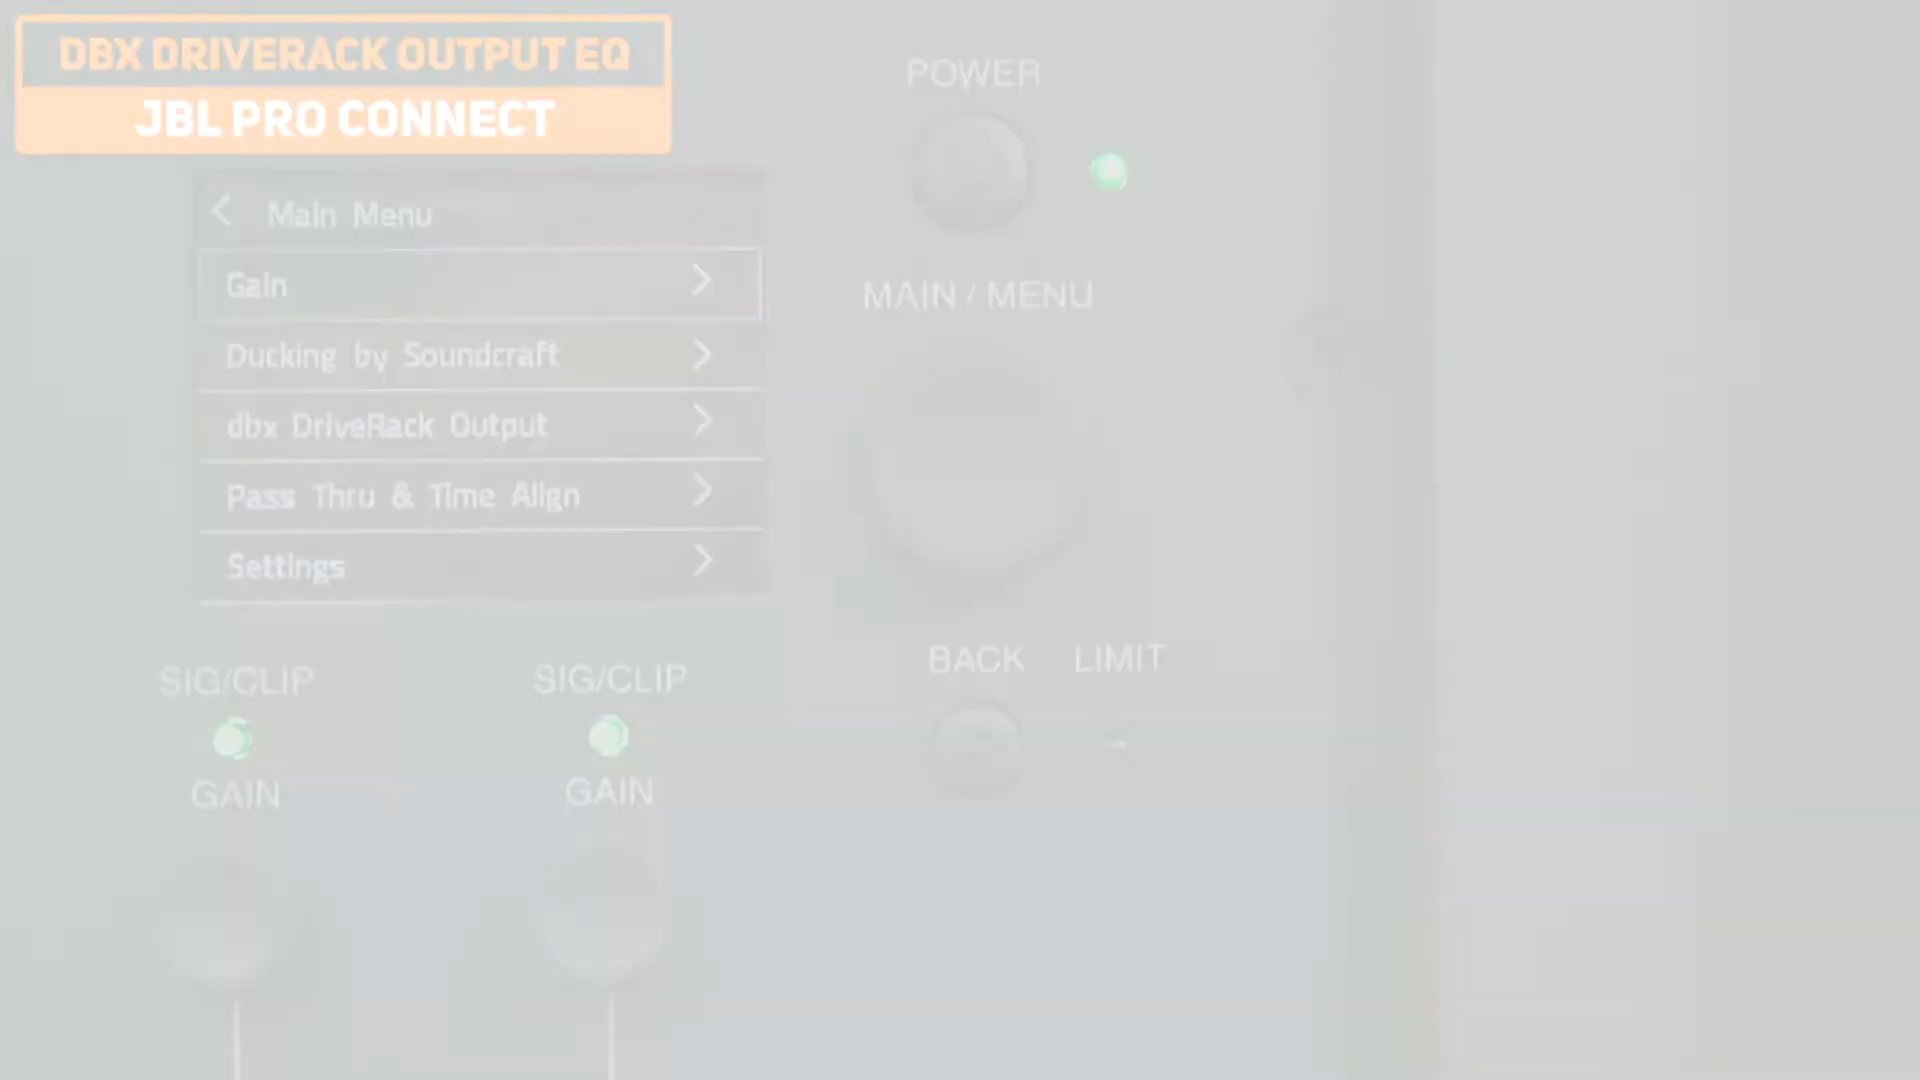 DBX DRIVERACK OUTPUT EQ
JBL PRO CONNECT
Main Menu
Gain
Ducking by Soundcraft
dbx DriveRack Output
Pass Thru & Time Align
Settings
POWER
MAIN / MENU
BACK LIMIT
SIG/CLIP SIG/CLIP
GAIN GAIN